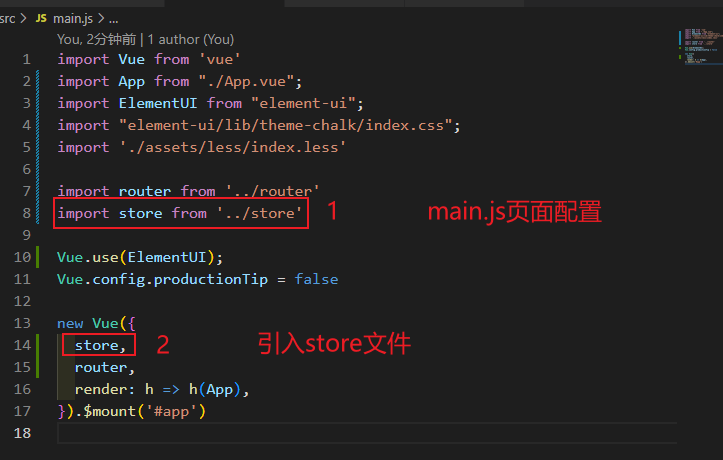 src > JS main.js > ...
You, 2分钟前 | 1 author (You)
1 import Vue from 'vue'
2 import App from "./App.vue";
3 import ElementUI from "element-ui";
4 import "element-ui/lib/theme-chalk/index.css";
5 import './assets/less/index.less'
6
7 import router from '../router'
8 import store from '../store' 1 main.js页面配置
9
10 Vue.use(ElementUI);
11 Vue.config.productionTip = false
12
13 new Vue({
14 store, 2 引入store文件
15 router,
16 render: h => h(App),
17 }).$mount('#app')
18